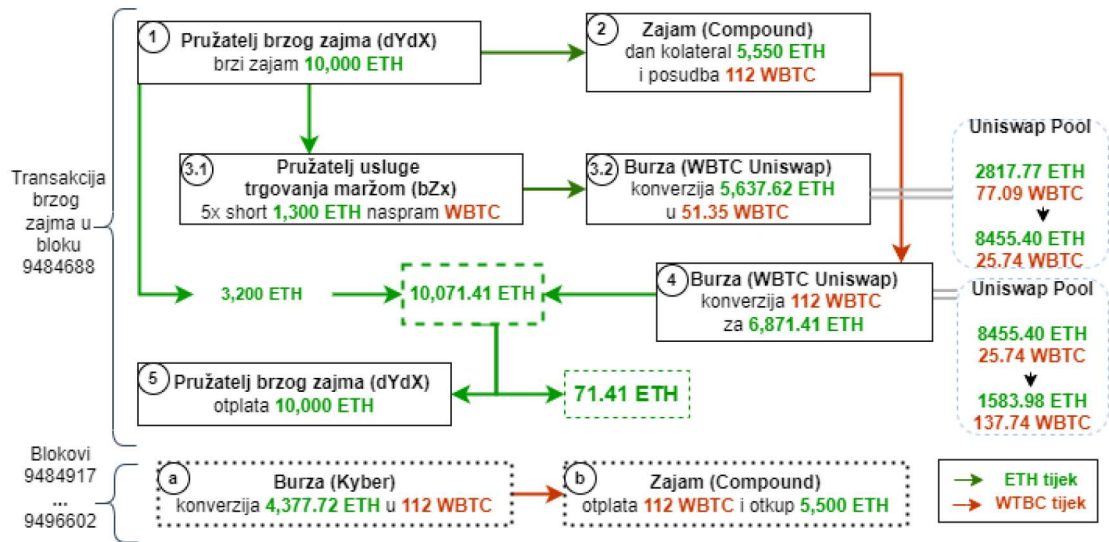 1
Pružatelj brzog zajma (dYdX)
brzi zajam 10,000 ETH
2
Zajam (Compound)
dan kolateral 5,550 ETH
i posudba 112 WBTC
3.1
Pružatelj usluge
trgovanja maržom (bZx)
5x short 1,300 ETH naspram WBTC
3.2
Burza (WBTC Uniswap)
konverzija 5,637.62 ETH
u 51.35 WBTC
Uniswap Pool
2817.77 ETH
77.09 WBTC
8455.40 ETH
25.74 WBTC
Transakcija
brzog
zajma u
bloku
9484688
3,200 ETH
10,071.41 ETH
4
Burza (WBTC Uniswap)
konverzija 112 WBTC
za 6,871.41 ETH
Uniswap Pool
8455.40 ETH
25.74 WBTC
1583.98 ETH
137.74 WBTC
5
Pružatelj brzog zajma (dYdX)
otplata 10,000 ETH
71.41 ETH
Blokovi
9484917
...
9496602
a
Burza (Kyber)
konverzija 4,377.72 ETH u 112 WBTC
b
Zajam (Compound)
otplata 112 WBTC i otkup 5,500 ETH
ETH tijek
WTBC tijek